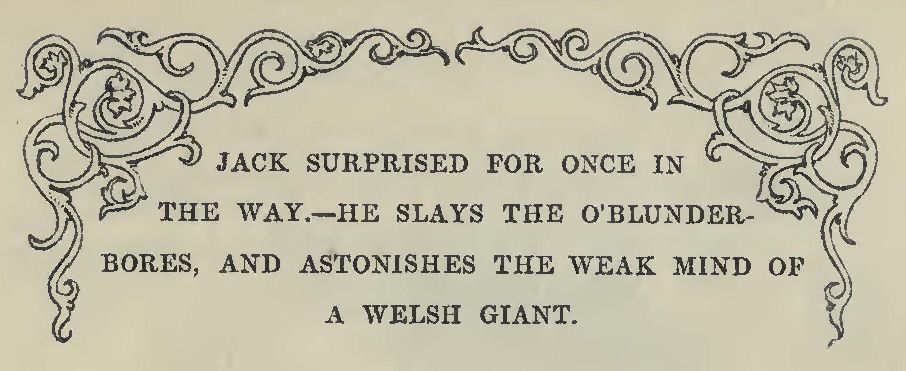 JACK SURPRISED FOR ONCE IN
THE WAY.—HE SLAYS THE O'BLUNDER-
BORES, AND ASTONISHES THE WEAK MIND OF
A WELSH GIANT.